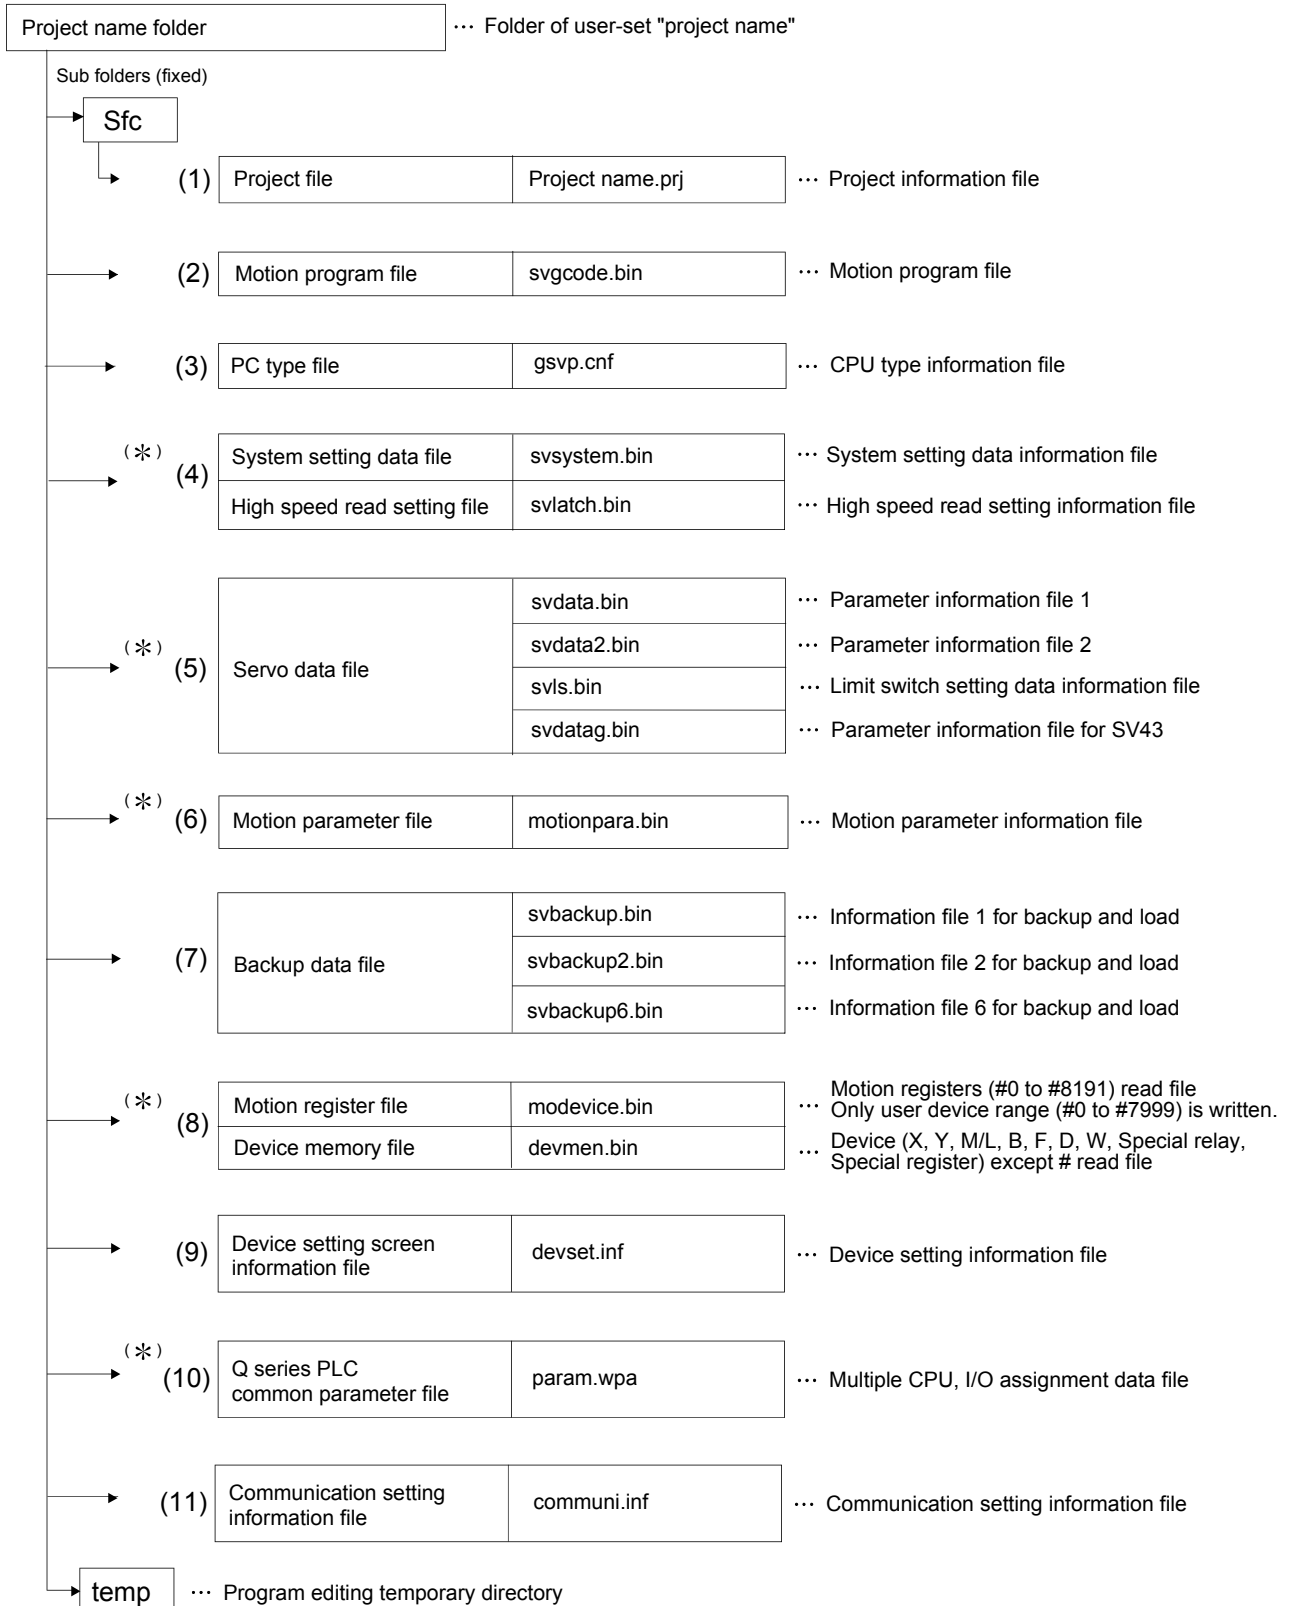 Project name folder … Folder of user-set "project name"
Sub folders (fixed)
Sfc
(1) Project file Project name.prj … Project information file
(2) Motion program file svgcode.bin … Motion program file
(3) PC type file gsvp.cnf … CPU type information file
(*) (4) System setting data file svsystem.bin … System setting data information file
High speed read setting file svlatch.bin … High speed read setting information file
(*) (5) Servo data file
svdata.bin … Parameter information file 1
svdata2.bin … Parameter information file 2
svls.bin … Limit switch setting data information file
svdatag.bin … Parameter information file for SV43
(*) (6) Motion parameter file motionpara.bin … Motion parameter information file
(7) Backup data file
svbackup.bin … Information file 1 for backup and load
svbackup2.bin … Information file 2 for backup and load
svbackup6.bin … Information file 6 for backup and load
(*) (8) Motion register file modevice.bin … Motion registers (#0 to #8191) read file
Only user device range (#0 to #7999) is written.
Device memory file devmen.bin … Device (X, Y, M/L, B, F, D, W, Special relay,
Special register) except # read file
(9) Device setting screen
information file devset.inf … Device setting information file
(*) (10) Q series PLC
common parameter file param.wpa … Multiple CPU, I/O assignment data file
(11) Communication setting
information file communi.inf … Communication setting information file
temp … Program editing temporary directory